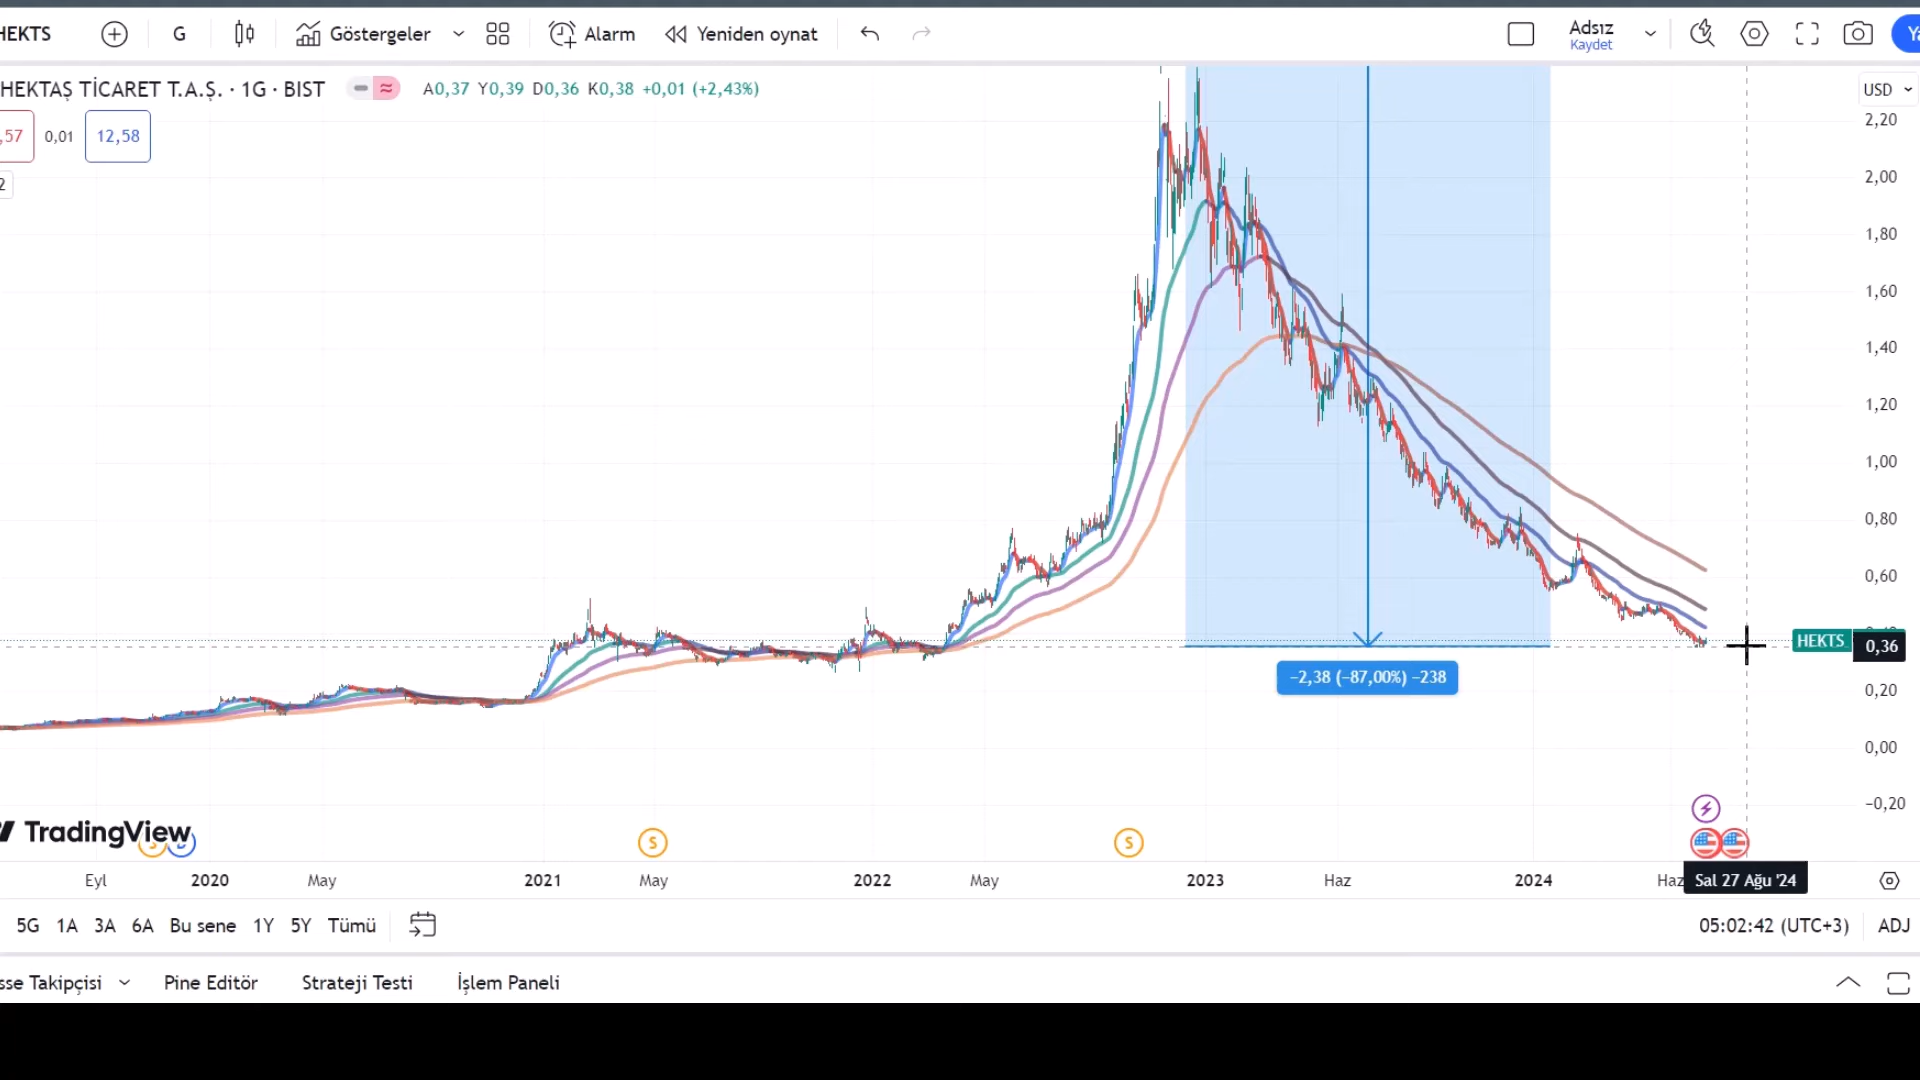 HEKTS
G
Göstergeler
Alarm
Yeniden oynat
Adsız
Kaydet
HEKTAŞ TİCARET T.A.Ş. · 1G · BIST
A0,37 Y0,39 D0,36 K0,38 +0,01 (+2,43%)
USD
,57
0,01
12,58
2
2,20
2,00
1,80
1,60
1,40
1,20
1,00
0,80
0,60
HEKTS
0,36
−2,38 (−87,00%) −238
0,20
0,00
−0,20
TradingView
S
S
Eyl
2020
May
2021
May
2022
May
2023
Haz
2024
Haz
Sal 27 Ağu '24
5G
1A
3A
6A
Bu sene
1Y
5Y
Tümü
05:02:42 (UTC+3)
ADJ
sse Takipçisi
Pine Editör
Strateji Testi
İşlem Paneli